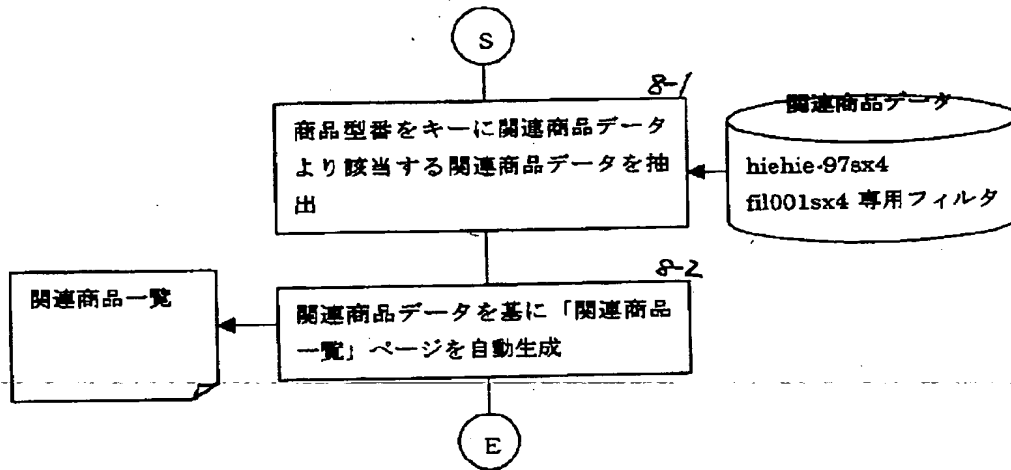 S
8-1
商品型番をキーに関連商品データ
より該当する関連商品データを抽
出
関連商品データ
hiehie-97sx4
fil001sx4 専用フィルタ
8-2
関連商品データを基に「関連商品
一覧」ページを自動生成
関連商品一覧
E